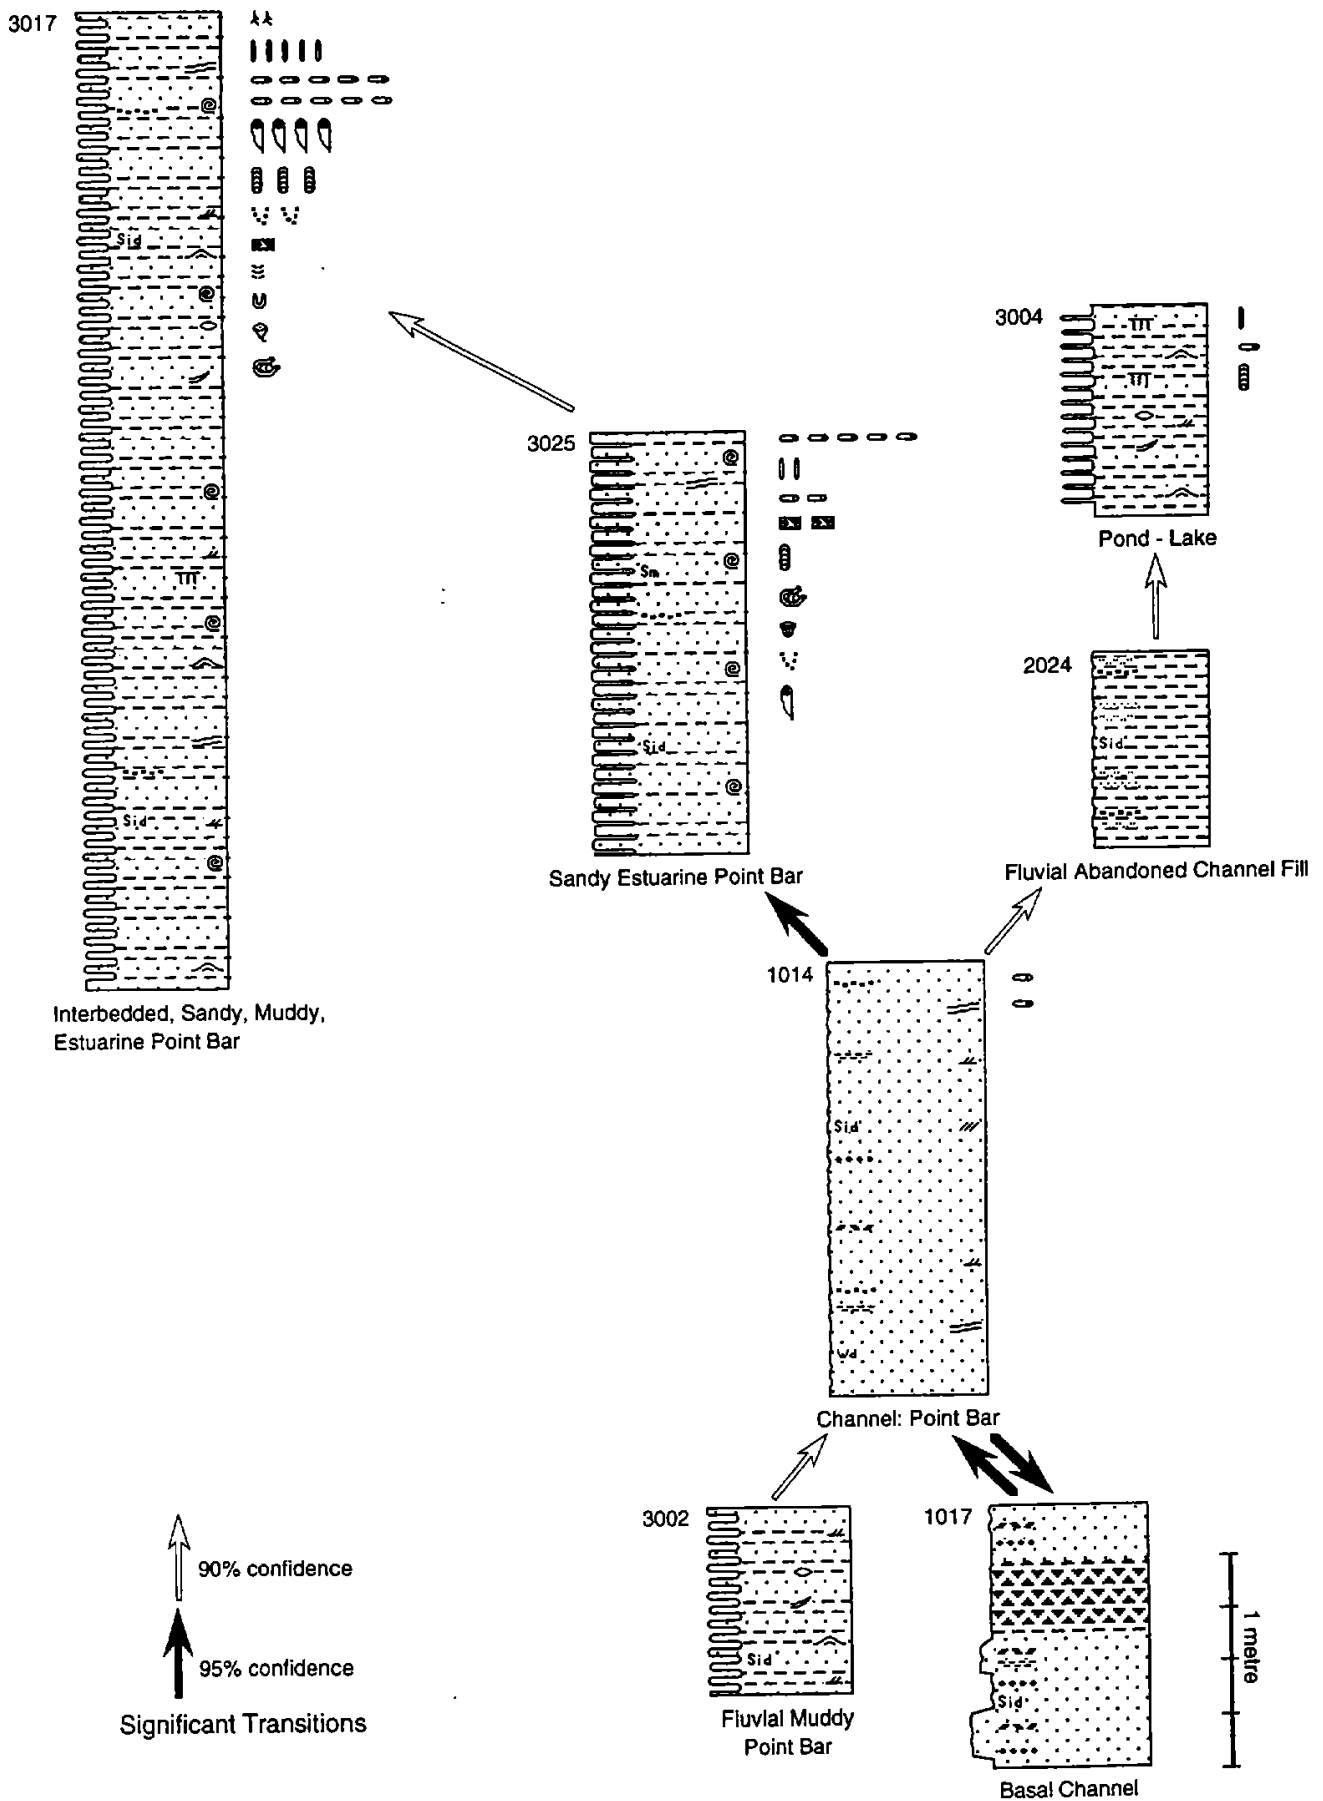 3017
Sid
Sid
Interbedded, Sandy, Muddy,
Estuarine Point Bar
3025
Sm
Sid
Sandy Estuarine Point Bar
3004
Pond - Lake
2024
Sid
Fluvial Abandoned Channel Fill
1014
Sid
Wd
Channel: Point Bar
3002
Sid
Fluvial Muddy
Point Bar
1017
Sid
Basal Channel
1 metre
90% confidence
95% confidence
Significant Transitions